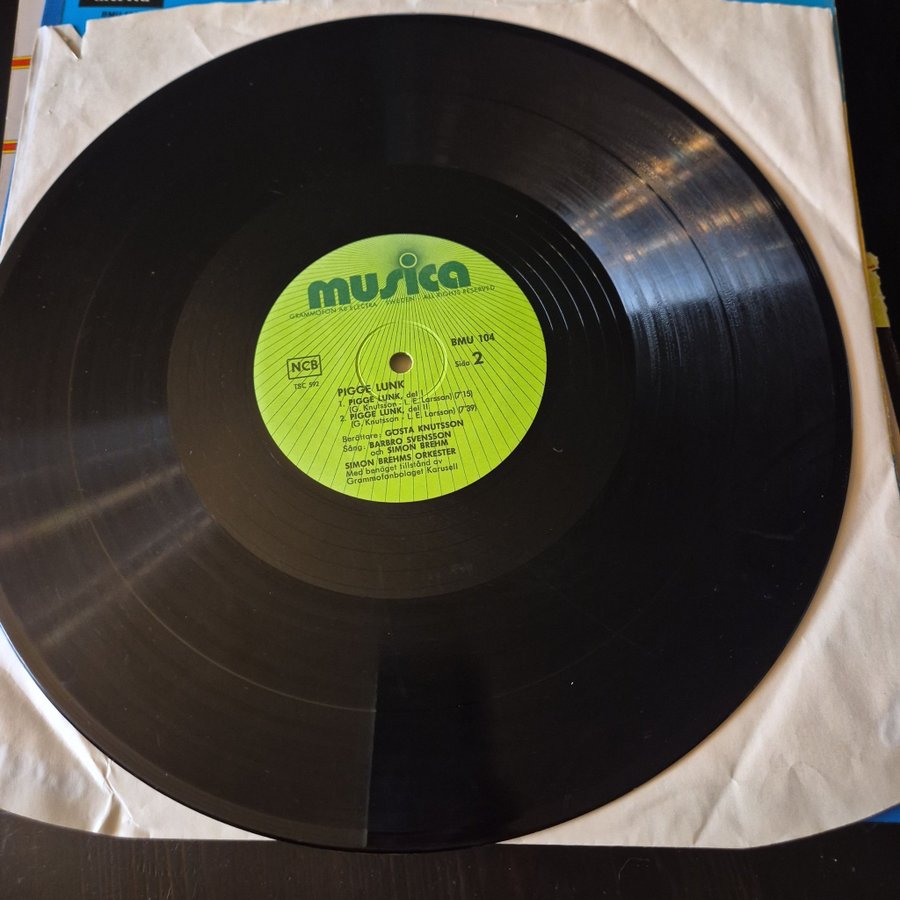 musica
GRAMMOFON AB ELECTRA / SWEDEN / ALL RIGHTS RESERVED
BMU 104
NCB
Sida 2
TSC 592
PIGGE LUNK
1. PIGGE LUNK, del I
(G. Knutsson - L. E. Larsson) (7'15)
2. PIGGE LUNK, del II
(G. Knutsson - L. E. Larsson) (7'39)
Berättare: GÖSTA KNUTSSON
Sång: BARBRO SVENSSON
och SIMON BREHM
SIMON BREHMS ORKESTER
Med benäget tillstånd av
Grammofonbolaget Karusell